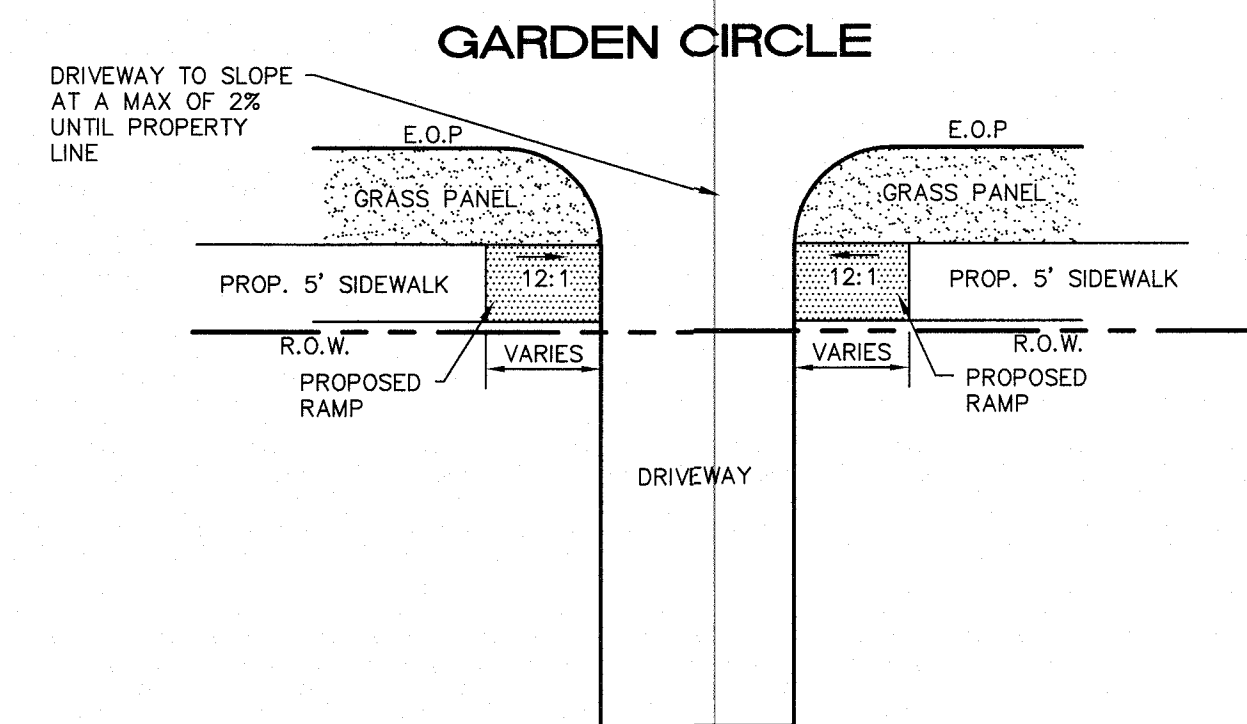 GARDEN CIRCLE
DRIVEWAY TO SLOPE
AT A MAX OF 2%
UNTIL PROPERTY
LINE
E.O.P
E.O.P
GRASS PANEL
GRASS PANEL
PROP. 5' SIDEWALK
12:1
12:1
PROP. 5' SIDEWALK
R.O.W.
VARIES
VARIES
R.O.W.
PROPOSED
RAMP
PROPOSED
RAMP
DRIVEWAY